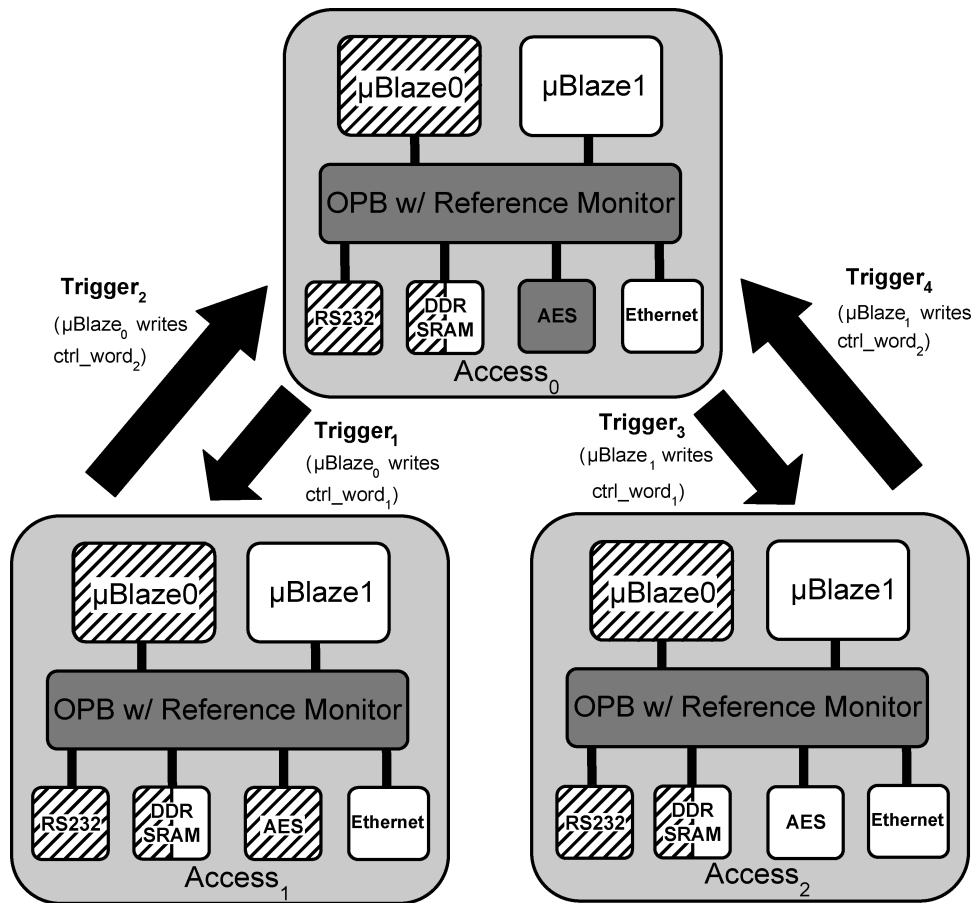 µBlaze0
µBlaze1
OPB w/ Reference Monitor
RS232
DDR
SRAM
AES
Ethernet
Access0
Trigger2
(µBlaze0 writes
ctrl_word2)
Trigger4
(µBlaze1 writes
ctrl_word2)
Trigger1
(µBlaze0 writes
ctrl_word1)
Trigger3
(µBlaze1 writes
ctrl_word1)
µBlaze0
µBlaze1
OPB w/ Reference Monitor
RS232
DDR
SRAM
AES
Ethernet
Access1
µBlaze0
µBlaze1
OPB w/ Reference Monitor
RS232
DDR
SRAM
AES
Ethernet
Access2